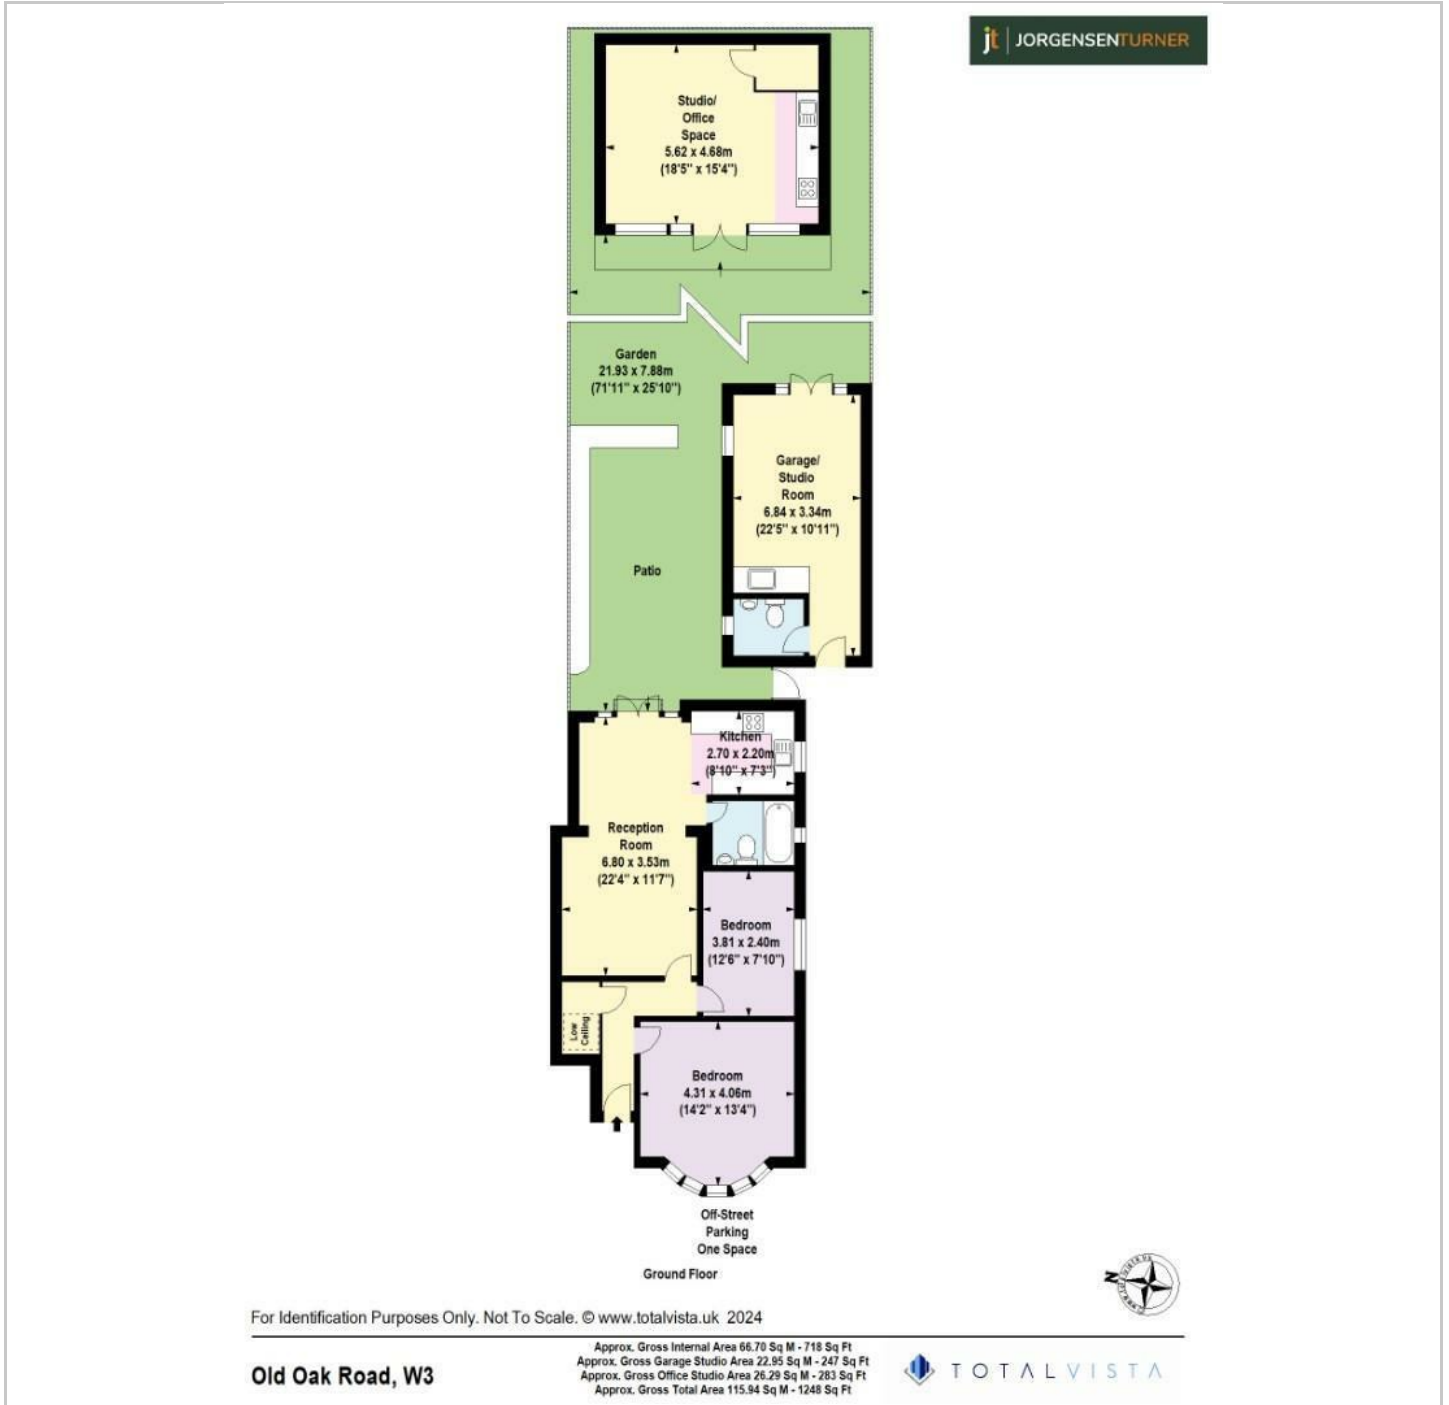 jt JORGENSENTURNER
Studio/
Office
Space
5.62 x 4.68m
(18'5" x 15'4")
Garden
21.93 x 7.88m
(71'11" x 25'10")
Garage/
Studio
Room
6.84 x 3.34m
(22'5" x 10'11")
Patio
Kitchen
2.70 x 2.20m
(8'10" x 7'3")
Reception
Room
6.80 x 3.53m
(22'4" x 11'7")
Bedroom
3.81 x 2.40m
(12'6" x 7'10")
Low
Ceiling
Bedroom
4.31 x 4.06m
(14'2" x 13'4")
Off-Street
Parking
One Space
Ground Floor
N
For Identification Purposes Only. Not To Scale. © www.totalvista.uk 2024
Old Oak Road, W3
Approx. Gross Internal Area 66.70 Sq M - 718 Sq Ft
Approx. Gross Garage Studio Area 22.95 Sq M - 247 Sq Ft
Approx. Gross Office Studio Area 26.29 Sq M - 283 Sq Ft
Approx. Gross Total Area 115.94 Sq M - 1248 Sq Ft
TOTALVISTA